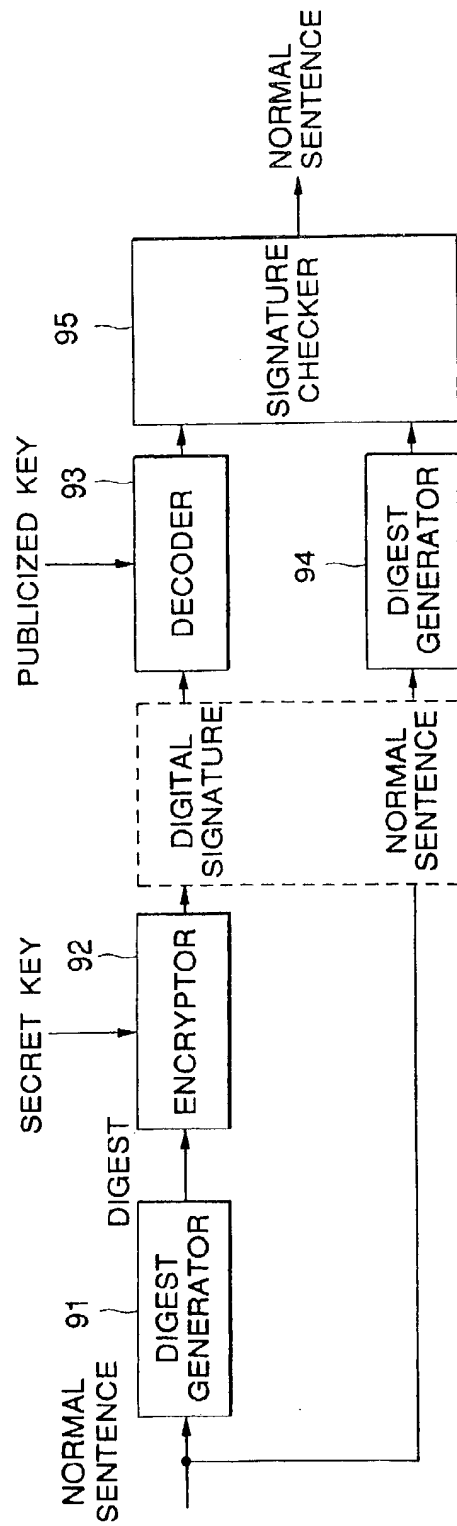 NORMAL
SENTENCE
91
DIGEST
GENERATOR
DIGEST
SECRET KEY
92
ENCRYPTOR
DIGITAL
SIGNATURE
NORMAL
SENTENCE
PUBLICIZED KEY
93
DECODER
94
DIGEST
GENERATOR
95
SIGNATURE
CHECKER
NORMAL
SENTENCE